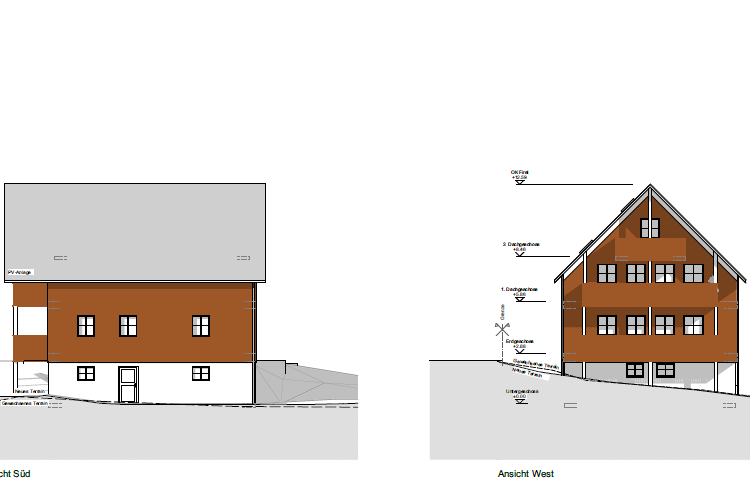 OK First
+12.59
2. Dachgeschoss
+8.46
PV-Anlage
1. Dachgeschoss
+5.66
Grenze
Erdgeschoss
+2.86
Gewachsenes Terrain
Neues Terrain
Neues Terrain
Gewachsenes Terrain
Untergeschoss
+0.00
cht Süd
Ansicht West